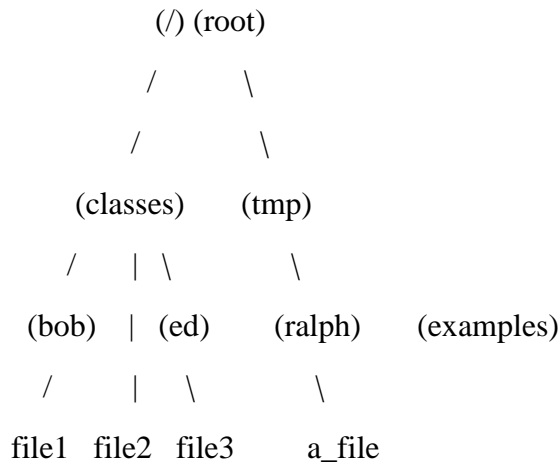 (/) (root)
/ \
/ \
(classes) (tmp)
/ | \ \
(bob) | (ed) (ralph) (examples)
/ | \ \
file1 file2 file3 a_file